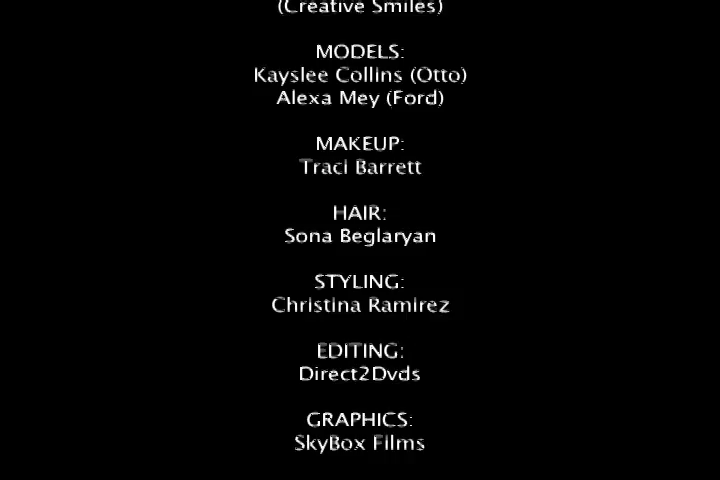 (Creative Smiles)
MODELS:
Kayslee Collins (Otto)
Alexa Mey (Ford)
MAKEUP:
Traci Barrett
HAIR:
Sona Beglaryan
STYLING:
Christina Ramirez
EDITING:
Direct2Dvds
GRAPHICS:
SkyBox Films